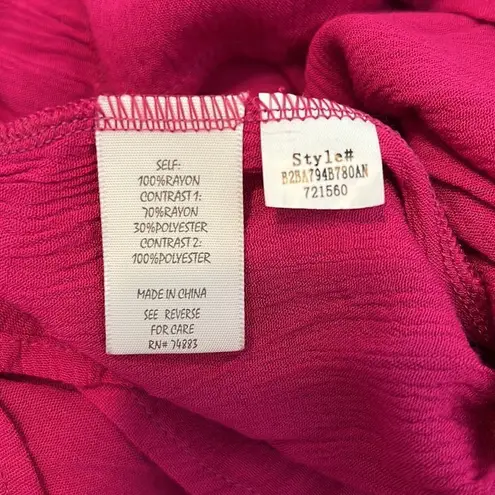 SELF:
100%RAYON
CONTRAST 1:
70%RAYON
30%POLYESTER
CONTRAST 2:
100%POLYESTER
MADE IN CHINA
SEE REVERSE
FOR CARE
RN# 74883
Style#
B2BA794B780AN
721560